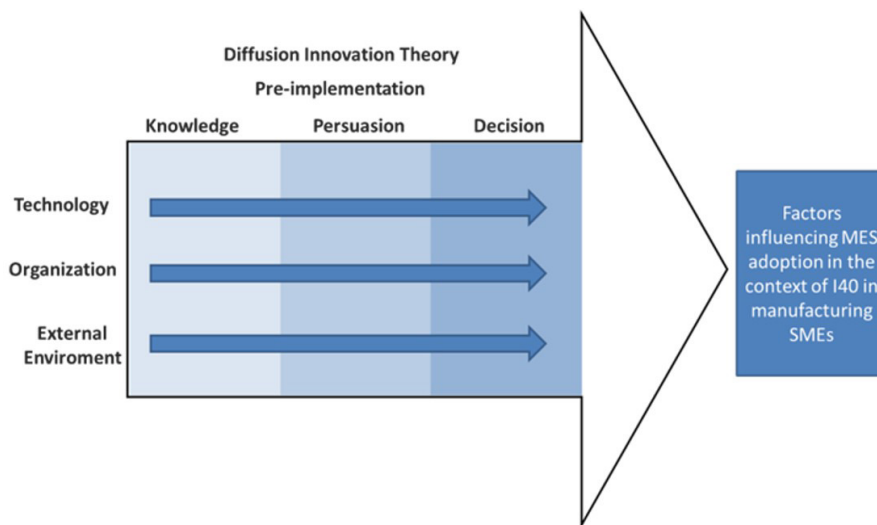 Diffusion Innovation Theory
Pre-implementation
Knowledge Persuasion Decision
Technology
Organization
External
Enviroment
Factors
influencing MES
adoption in the
context of I40 in
manufacturing
SMEs